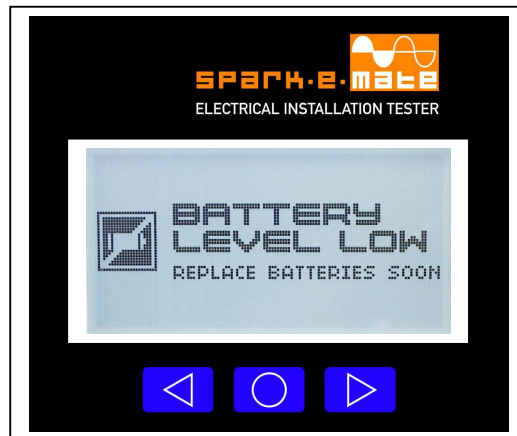 spark·e·mate
ELECTRICAL INSTALLATION TESTER
BATTERY
LEVEL LOW
REPLACE BATTERIES SOON